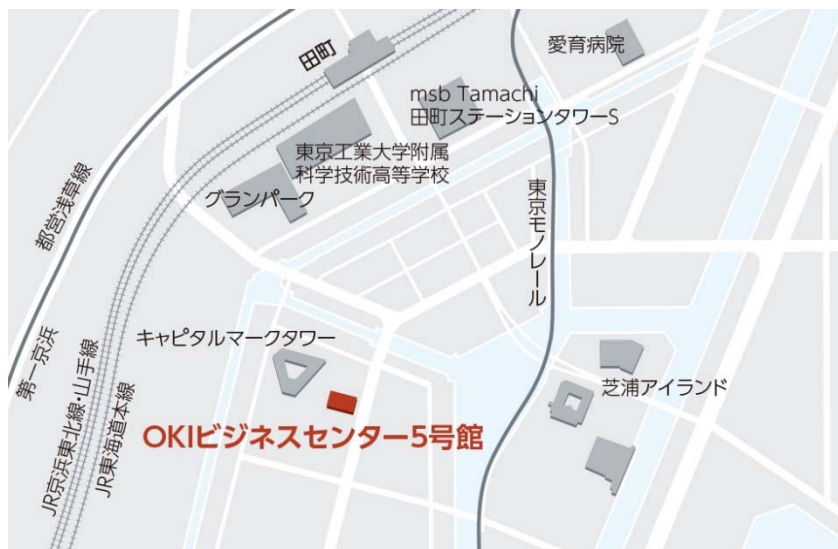 愛育病院
田町
msb Tamachi
田町ステーションタワーS
東京工業大学附属
科学技術高等学校
グランパーク
都営浅草線
東京モノレール
キャピタルマークタワー
第一京浜
JR京浜東北線・山手線
JR東海道本線
芝浦アイランド
OKIビジネスセンター5号館